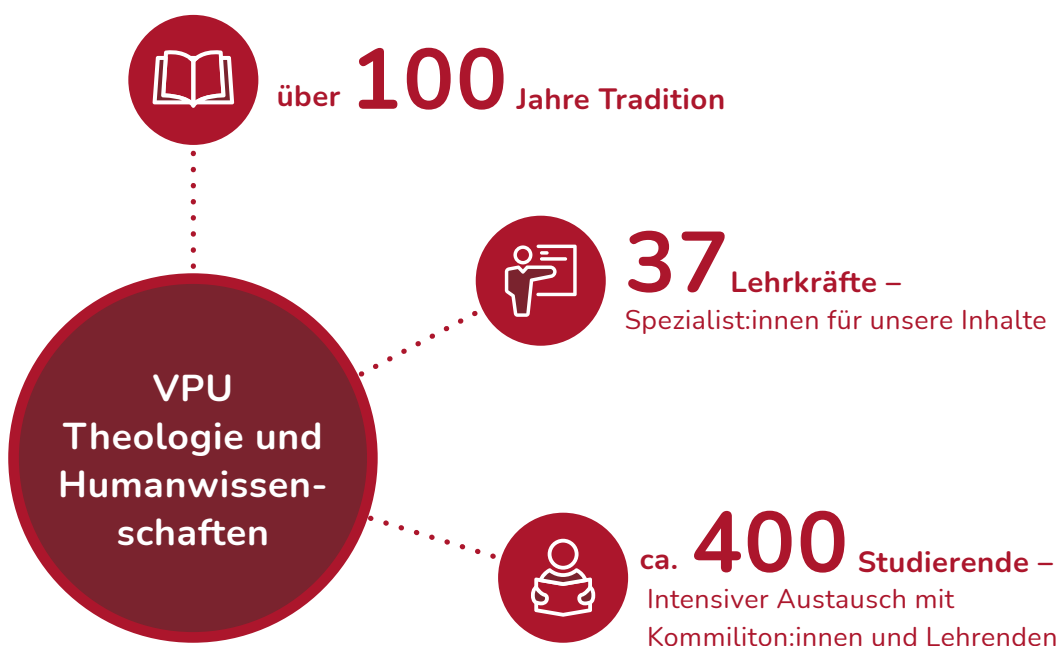 über 100 Jahre Tradition
37 Lehrkräfte –
Spezialist:innen für unsere Inhalte
VPU
Theologie und
Humanwissen-
schaften
ca. 400 Studierende –
Intensiver Austausch mit
Kommiliton:innen und Lehrenden